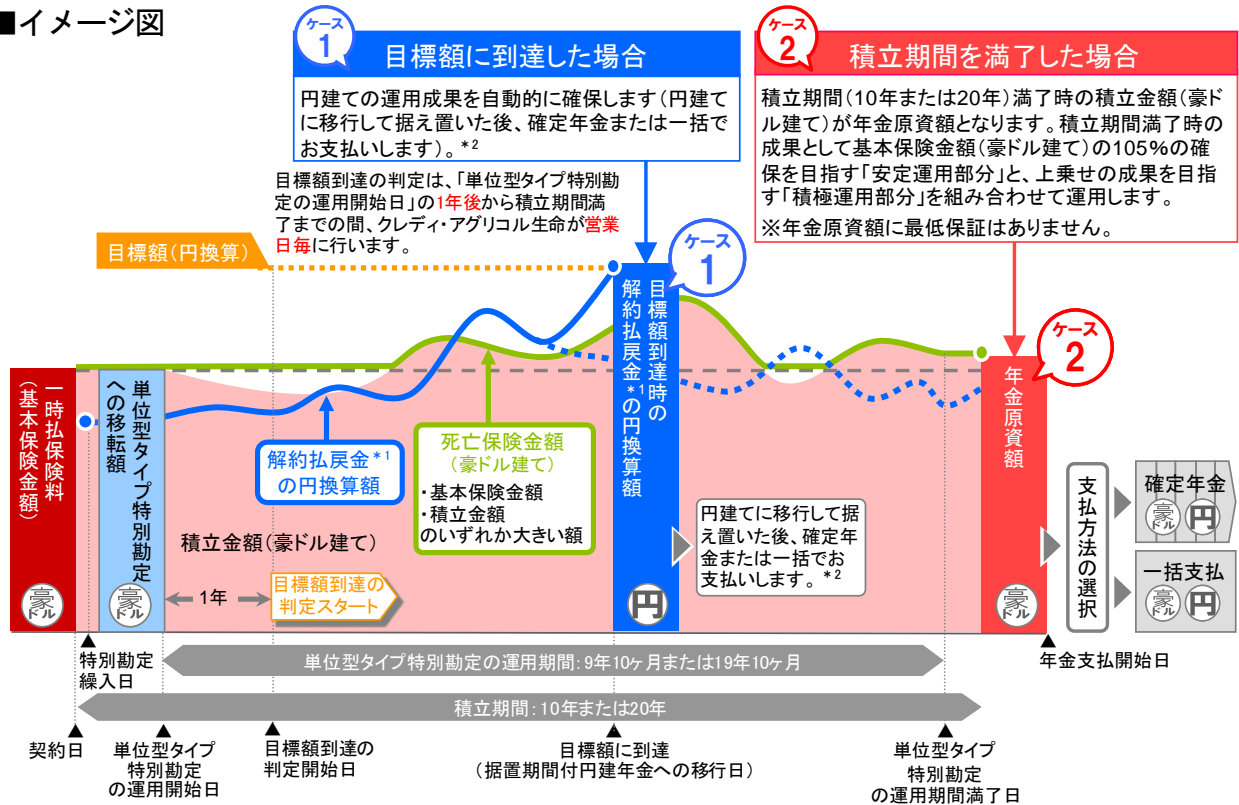 ■イメージ図
ケース
1
目標額に到達した場合
円建ての運用成果を自動的に確保します(円建て
に移行して据え置いた後、確定年金または一括で
お支払いします)。*2
ケース
2
積立期間を満了した場合
積立期間(10年または20年)満了時の積立金額(豪ド
ル建て)が年金原資額となります。積立期間満了時の
成果として基本保険金額(豪ドル建て)の105%の確
保を目指す「安定運用部分」と、上乗せの成果を目指
す「積極運用部分」を組み合わせて運用します。
※年金原資額に最低保証はありません。
目標額到達の判定は、「単位型タイプ特別勘
定の運用開始日」の1年後から積立期間満
了までの間、クレディ・アグリコル生命が営業
日毎に行います。
目標額(円換算)
ケース
1
ケース
2
一時払保険料
(基本保険金額)
豪ドル
単位型タイプ特別勘定
への移転額
豪ドル
解約払戻金*1
の円換算額
死亡保険金額
(豪ドル建て)
・基本保険金額
・積立金額
のいずれか大きい額
目標額到達時の
解約払戻金*1の円換算額
円
年金原資額
豪ドル
積立金額(豪ドル建て)
1年
目標額到達の
判定スタート
円建てに移行して据
え置いた後、確定年
金または一括でお
支払いします。*2
支払方法の選択
確定年金
豪ドル 円
一括支払
豪ドル 円
特別勘定
繰入日
単位型タイプ特別勘定の運用期間:9年10ヶ月または19年10ヶ月
年金支払開始日
積立期間:10年または20年
契約日
単位型タイプ
特別勘定
の運用開始日
目標額到達の
判定開始日
目標額に到達
(据置期間付円建年金への移行日)
単位型タイプ
特別勘定
の運用期間満了日